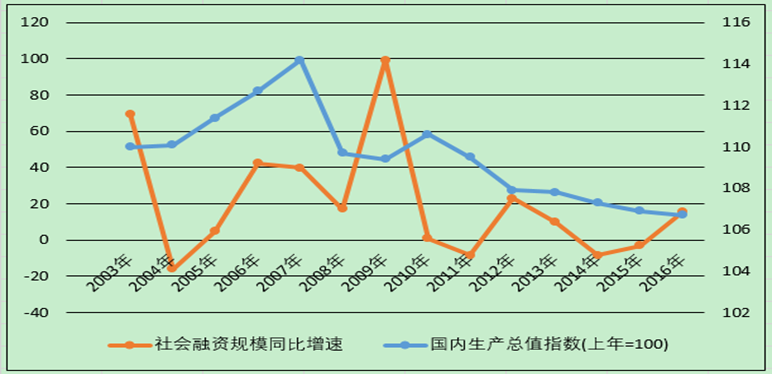 120
100
80
60
40
20
0
-20
-40
116
114
112
110
108
106
104
102
2003年
2004年
2005年
2006年
2007年
2008年
2009年
2010年
2011年
2012年
2013年
2014年
2015年
2016年
社会融资规模同比增速
国内生产总值指数(上年=100)